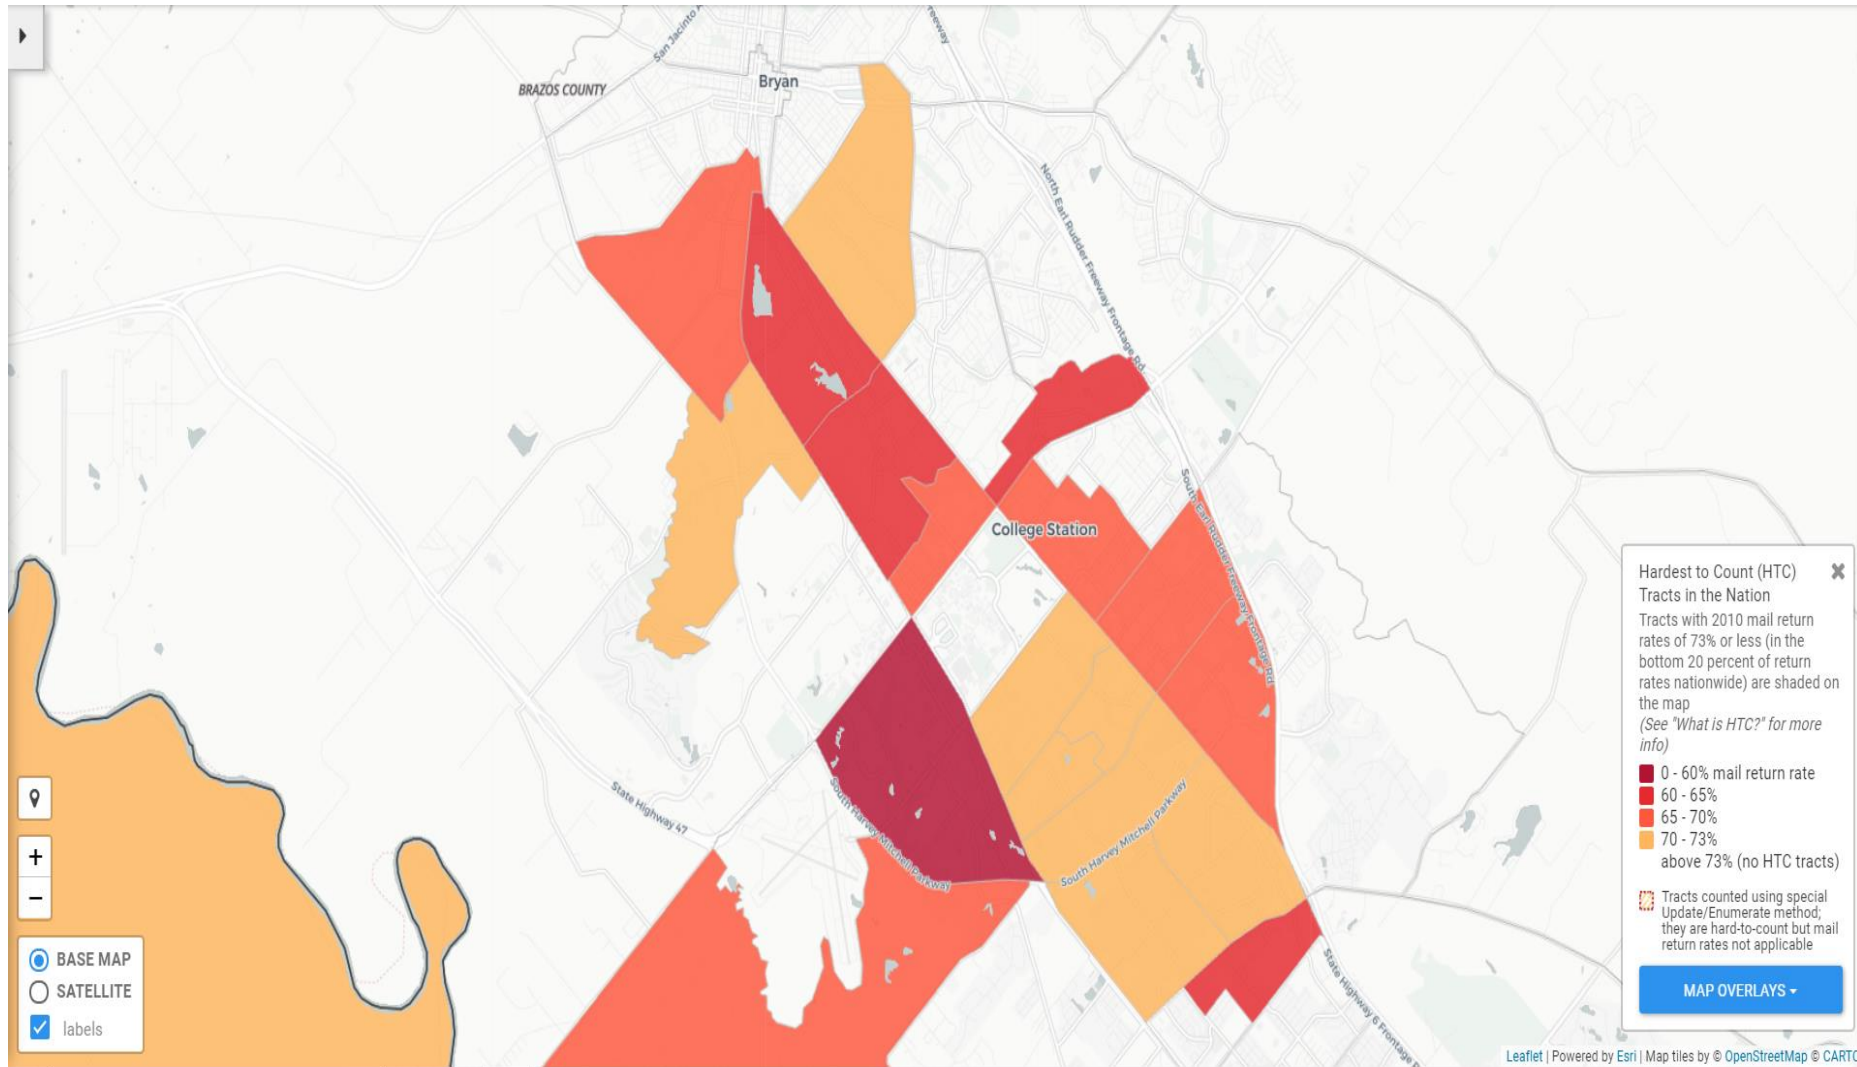 San Jacinto
reeway
Bryan
BRAZOS COUNTY
North Earl Rudder Freeway Frontage Rd
College Station
South Earl Rudder Freeway Frontage Rd
State Highway 47
South Harvey Mitchell Parkway
South Harvey Mitchell Parkway
State Highway 6 Frontage R
Hardest to Count (HTC)
Tracts in the Nation
Tracts with 2010 mail return
rates of 73% or less (in the
bottom 20 percent of return
rates nationwide) are shaded on
the map
(See "What is HTC?" for more
info)
0 - 60% mail return rate
60 - 65%
65 - 70%
70 - 73%
above 73% (no HTC tracts)
Tracts counted using special
Update/Enumerate method;
they are hard-to-count but mail
return rates not applicable
MAP OVERLAYS
+
−
BASE MAP
SATELLITE
labels
Leaflet | Powered by Esri | Map tiles by © OpenStreetMap © CARTO